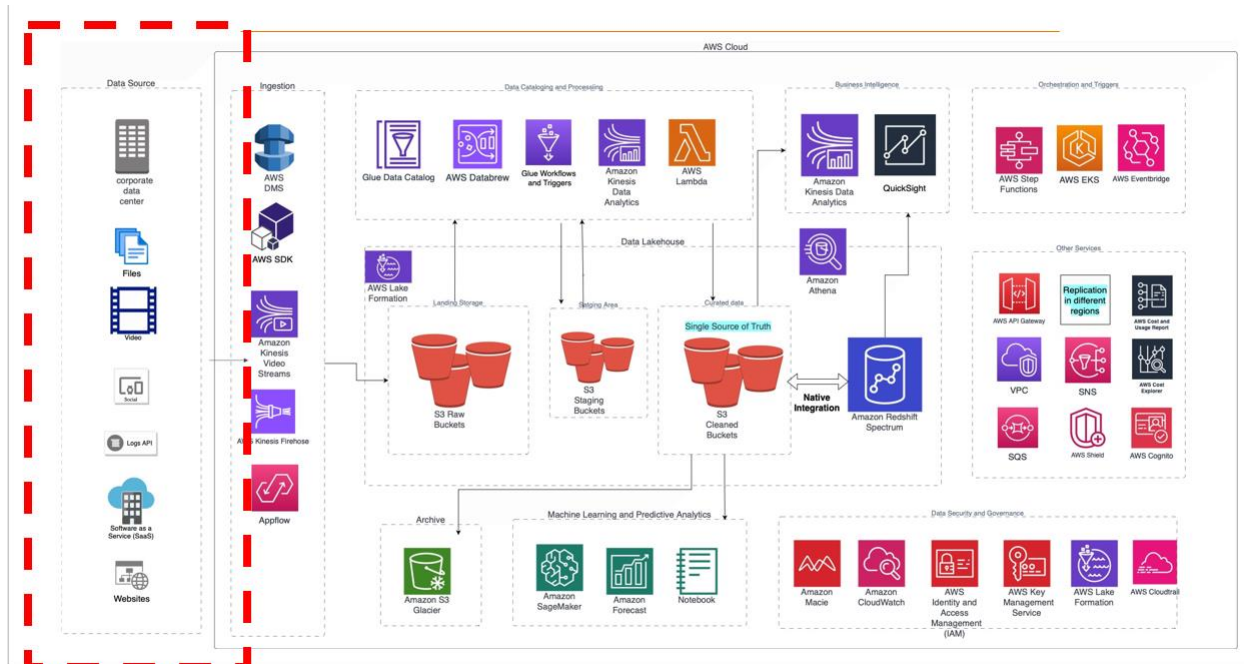 AWS Cloud
Data Source
corporate
data
center
Files
Video
Social
Logs API
Software as a
Service (SaaS)
Websites
Ingestion
AWS
DMS
AWS SDK
Amazon
Kinesis
Video
Streams
AWS Kinesis Firehose
Appflow
Data Cataloging and Processing
Glue Data Catalog
AWS Databrew
Glue Workflows
and Triggers
Amazon
Kinesis
Data
Analytics
AWS
Lambda
Business Intelligence
Amazon
Kinesis Data
Analytics
QuickSight
Orchestration and Triggers
AWS Step
Functions
AWS EKS
AWS Eventbridge
Data Lakehouse
AWS Lake
Formation
Amazon
Athena
Landing Storage
S3 Raw
Buckets
Satging Area
S3
Staging
Buckets
Curated data
Single Source of Truth
S3
Cleaned
Buckets
Native
Integration
Amazon Redshift
Spectrum
Other Services
AWS API Gateway
Replication
in different
regions
AWS Cost and
Usage Report
VPC
SNS
AWS Cost
Explorer
SQS
AWS Shield
AWS Cognito
Archive
Amazon S3
Glacier
Machine Learning and Predictive Analytics
Amazon
SageMaker
Amazon
Forecast
Notebook
Data Security and Governance
Amazon
Macie
Amazon
CloudWatch
AWS
Identity and
Access
Management
(IAM)
AWS Key
Management
Service
AWS Lake
Formation
AWS Cloudtrail